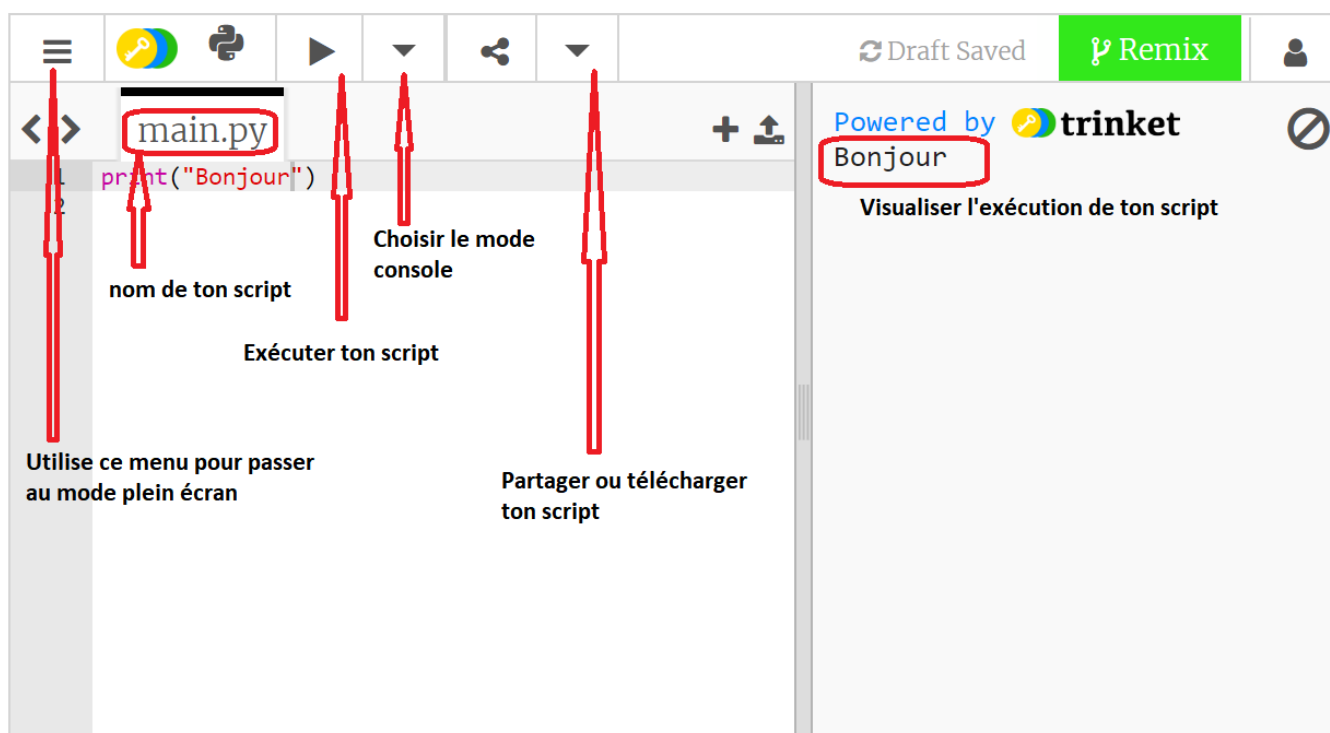 Draft Saved
Remix
main.py
Powered by trinket
Bonjour
1 print("Bonjour")
2
Visualiser l'exécution de ton script
Choisir le mode
console
nom de ton script
Exécuter ton script
Utilise ce menu pour passer
au mode plein écran
Partager ou télécharger
ton script